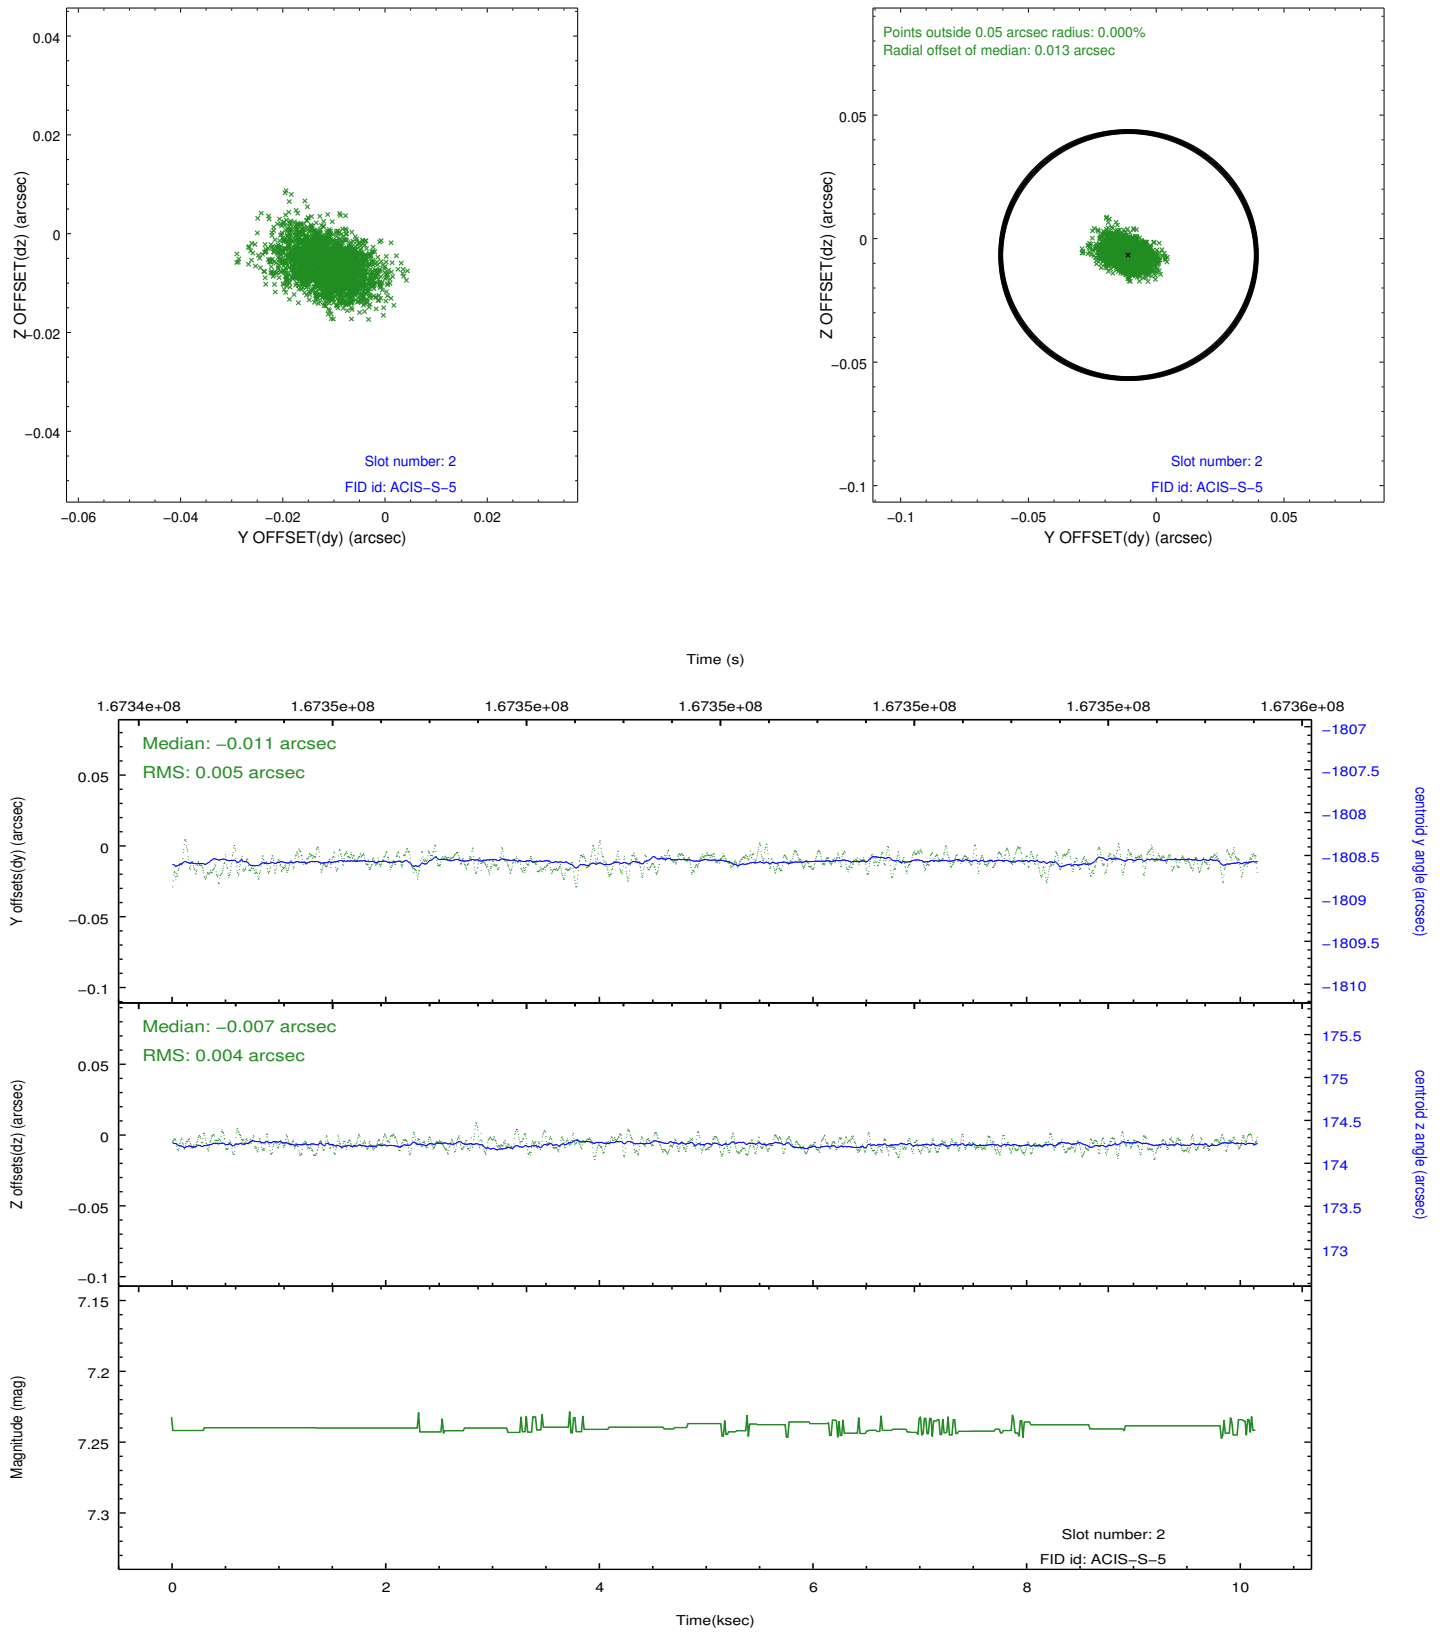 0.04
0.02
0
−0.02
−0.04
Z OFFSET(dz) (arcsec)
Slot number: 2
FID id: ACIS−S−5
−0.06
−0.04
−0.02
0
0.02
Y OFFSET(dy) (arcsec)
Points outside 0.05 arcsec radius: 0.000%
Radial offset of median: 0.013 arcsec
0.05
0
−0.05
−0.1
Z OFFSET(dz) (arcsec)
Slot number: 2
FID id: ACIS−S−5
−0.1
−0.05
0
0.05
Y OFFSET(dy) (arcsec)
Time (s)
1.6734e+08
1.6735e+08
1.6735e+08
1.6735e+08
1.6735e+08
1.6735e+08
1.6736e+08
Median: −0.011 arcsec
RMS: 0.005 arcsec
0.05
0
−0.05
−0.1
Y offsets(dy) (arcsec)
−1807
−1807.5
−1808
−1808.5
−1809
−1809.5
−1810
centroid y angle (arcsec)
Median: −0.007 arcsec
RMS: 0.004 arcsec
0.05
0
−0.05
−0.1
Z offsets(dz) (arcsec)
175.5
175
174.5
174
173.5
173
centroid z angle (arcsec)
7.15
7.2
7.25
7.3
Magnitude (mag)
Slot number: 2
FID id: ACIS−S−5
0
2
4
6
8
10
Time(ksec)